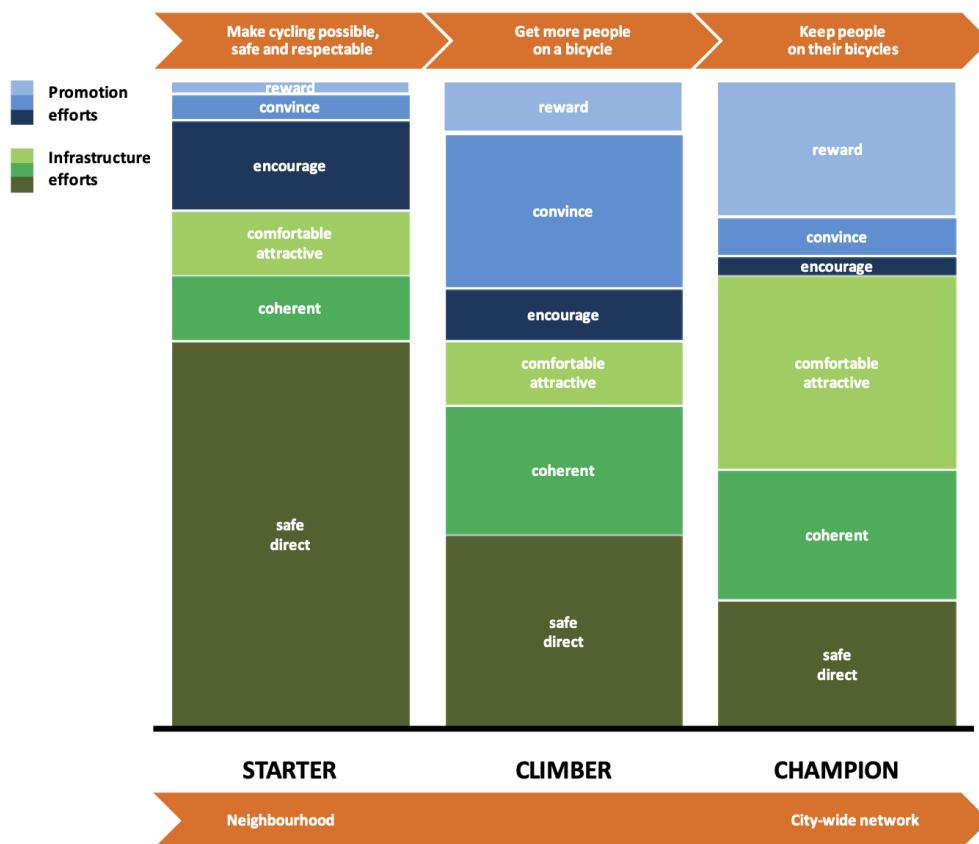 Make cycling possible,
safe and respectable
Get more people
on a bicycle
Keep people
on their bicycles
Promotion
efforts
Infrastructure
efforts
reward
convince
encourage
comfortable
attractive
coherent
safe
direct
reward
convince
encourage
comfortable
attractive
coherent
safe
direct
reward
convince
encourage
comfortable
attractive
coherent
safe
direct
STARTER
CLIMBER
CHAMPION
Neighbourhood
City-wide network